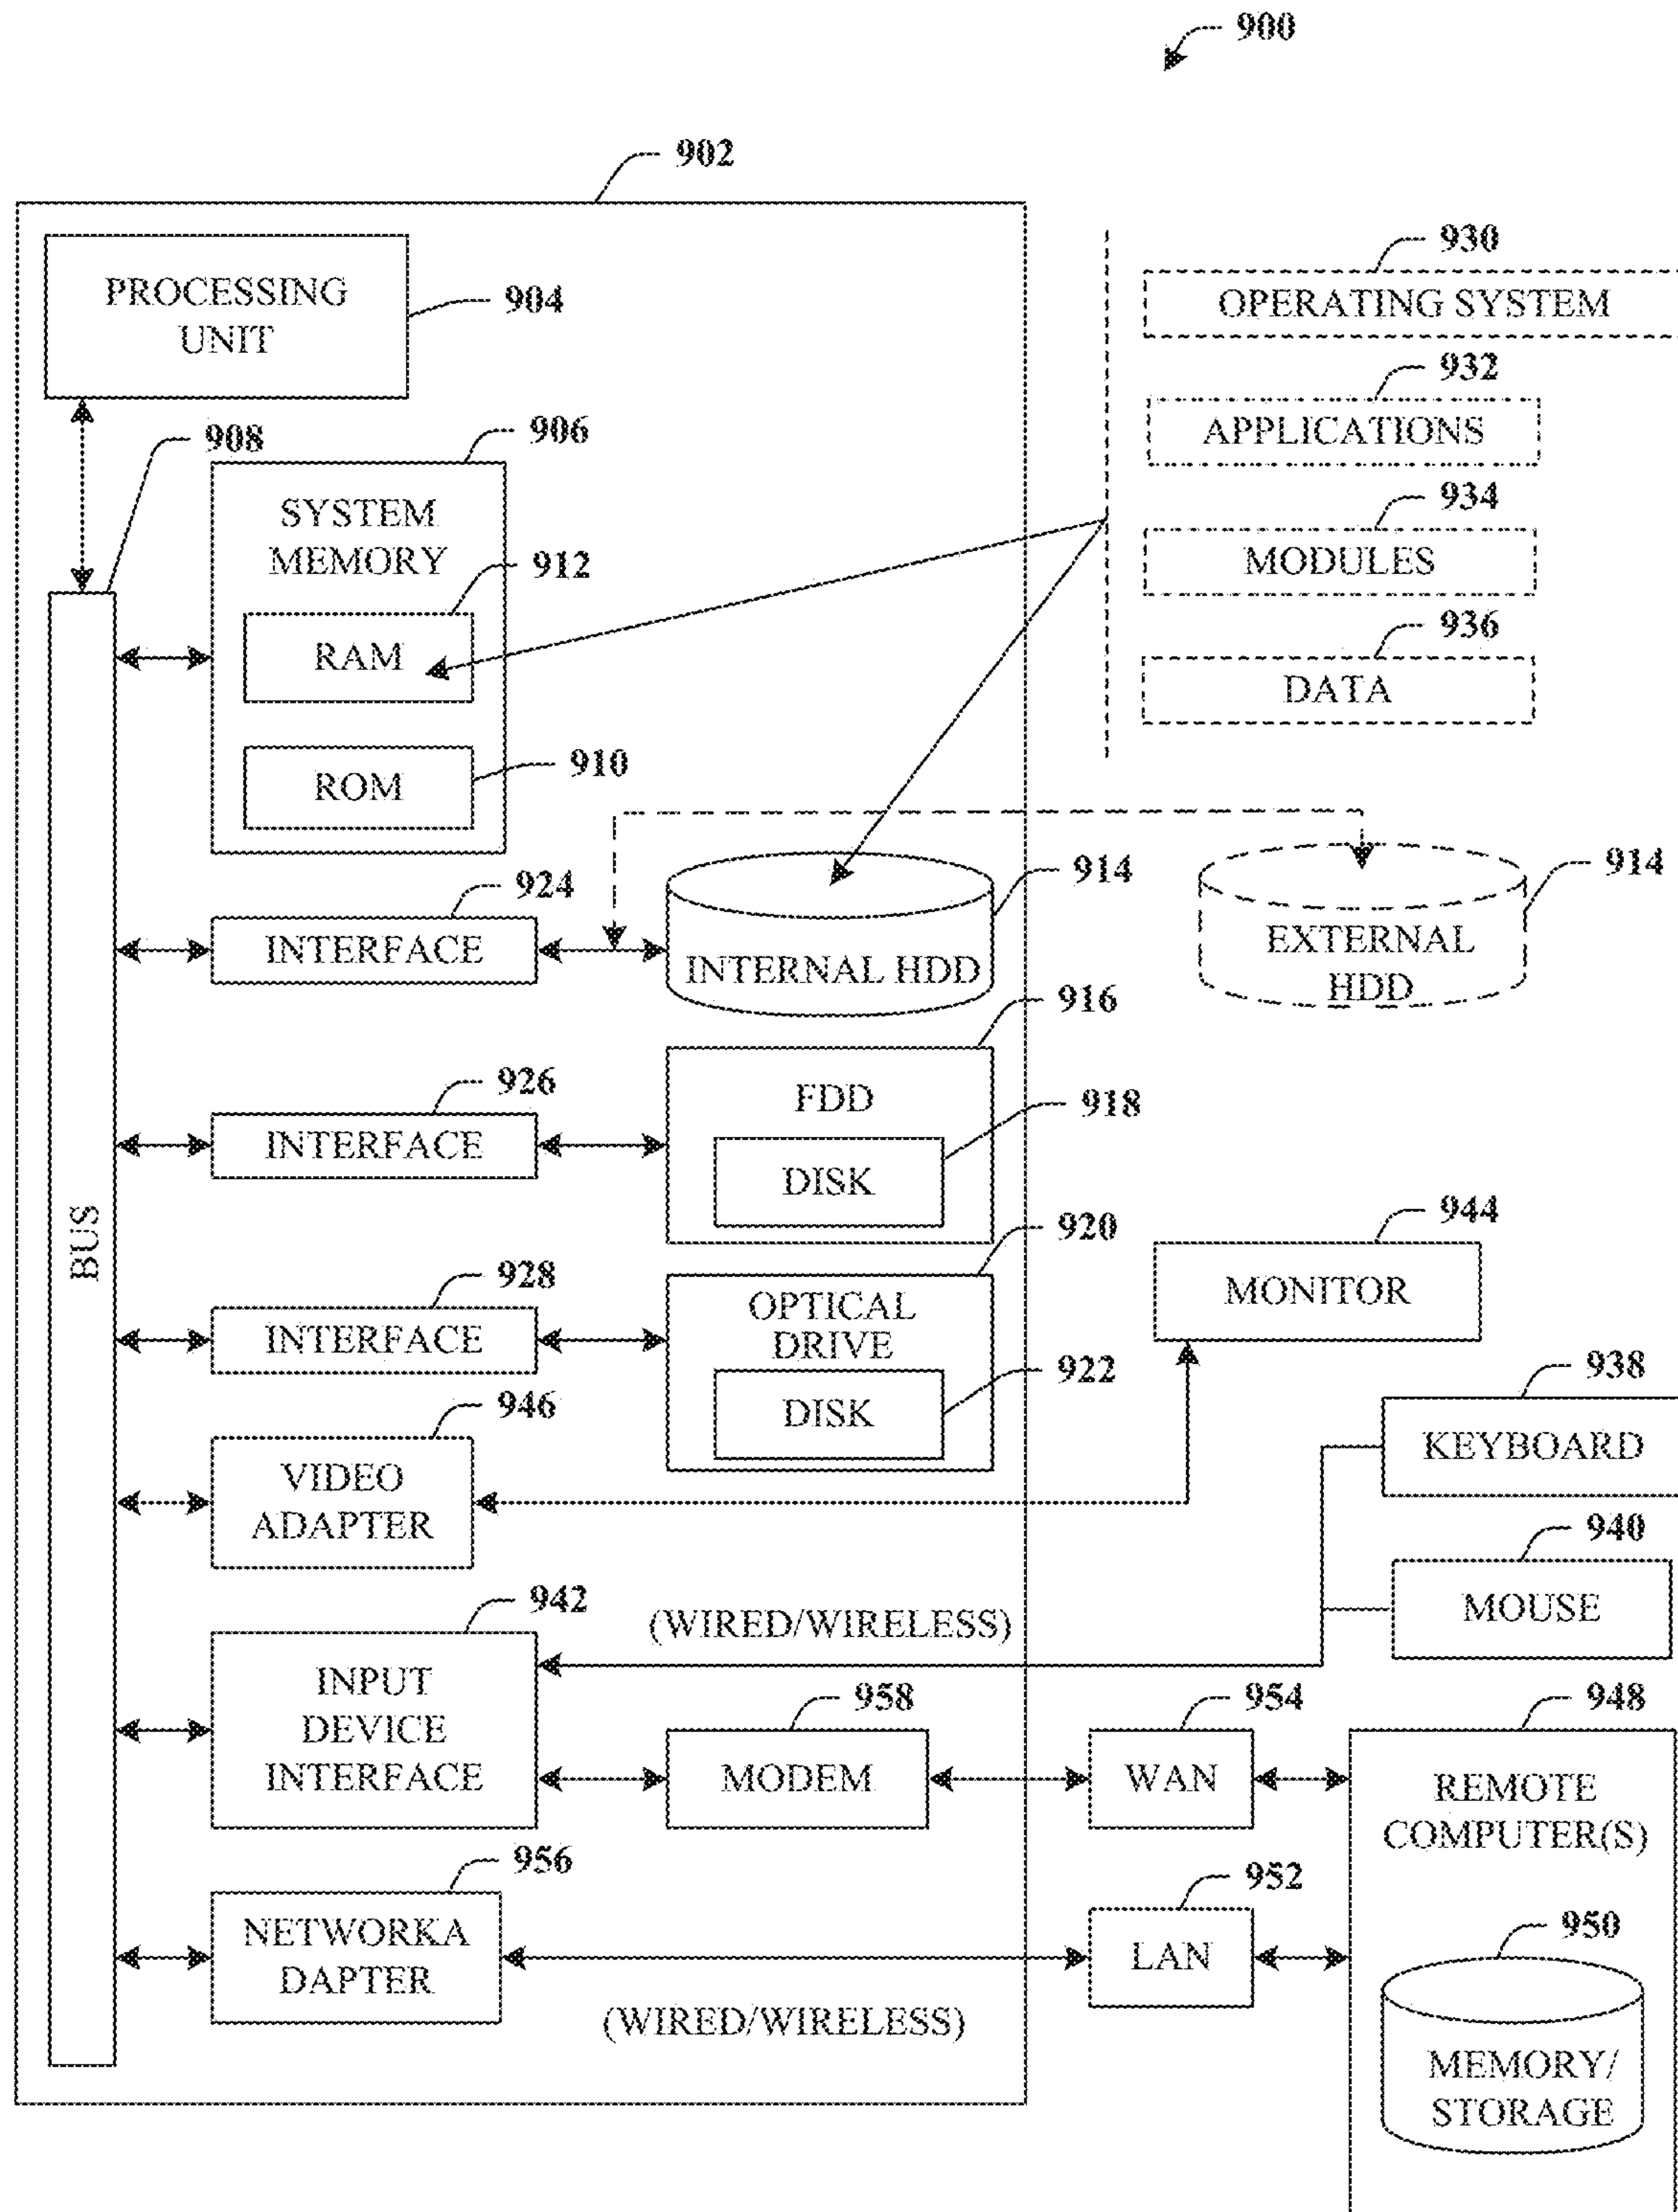 900
902
PROCESSING
UNIT
904
930
OPERATING SYSTEM
932
APPLICATIONS
934
MODULES
936
DATA
908
906
SYSTEM
MEMORY
912
RAM
910
ROM
924
INTERFACE
914
INTERNAL HDD
914
EXTERNAL
HDD
916
926
INTERFACE
FDD
918
DISK
BUS
920
928
INTERFACE
OPTICAL
DRIVE
922
DISK
944
MONITOR
938
KEYBOARD
946
VIDEO
ADAPTER
940
MOUSE
942
(WIRED/WIRELESS)
INPUT
DEVICE
INTERFACE
958
MODEM
954
WAN
948
REMOTE
COMPUTER(S)
956
NETWORKA
DAPTER
952
LAN
950
(WIRED/WIRELESS)
MEMORY/
STORAGE